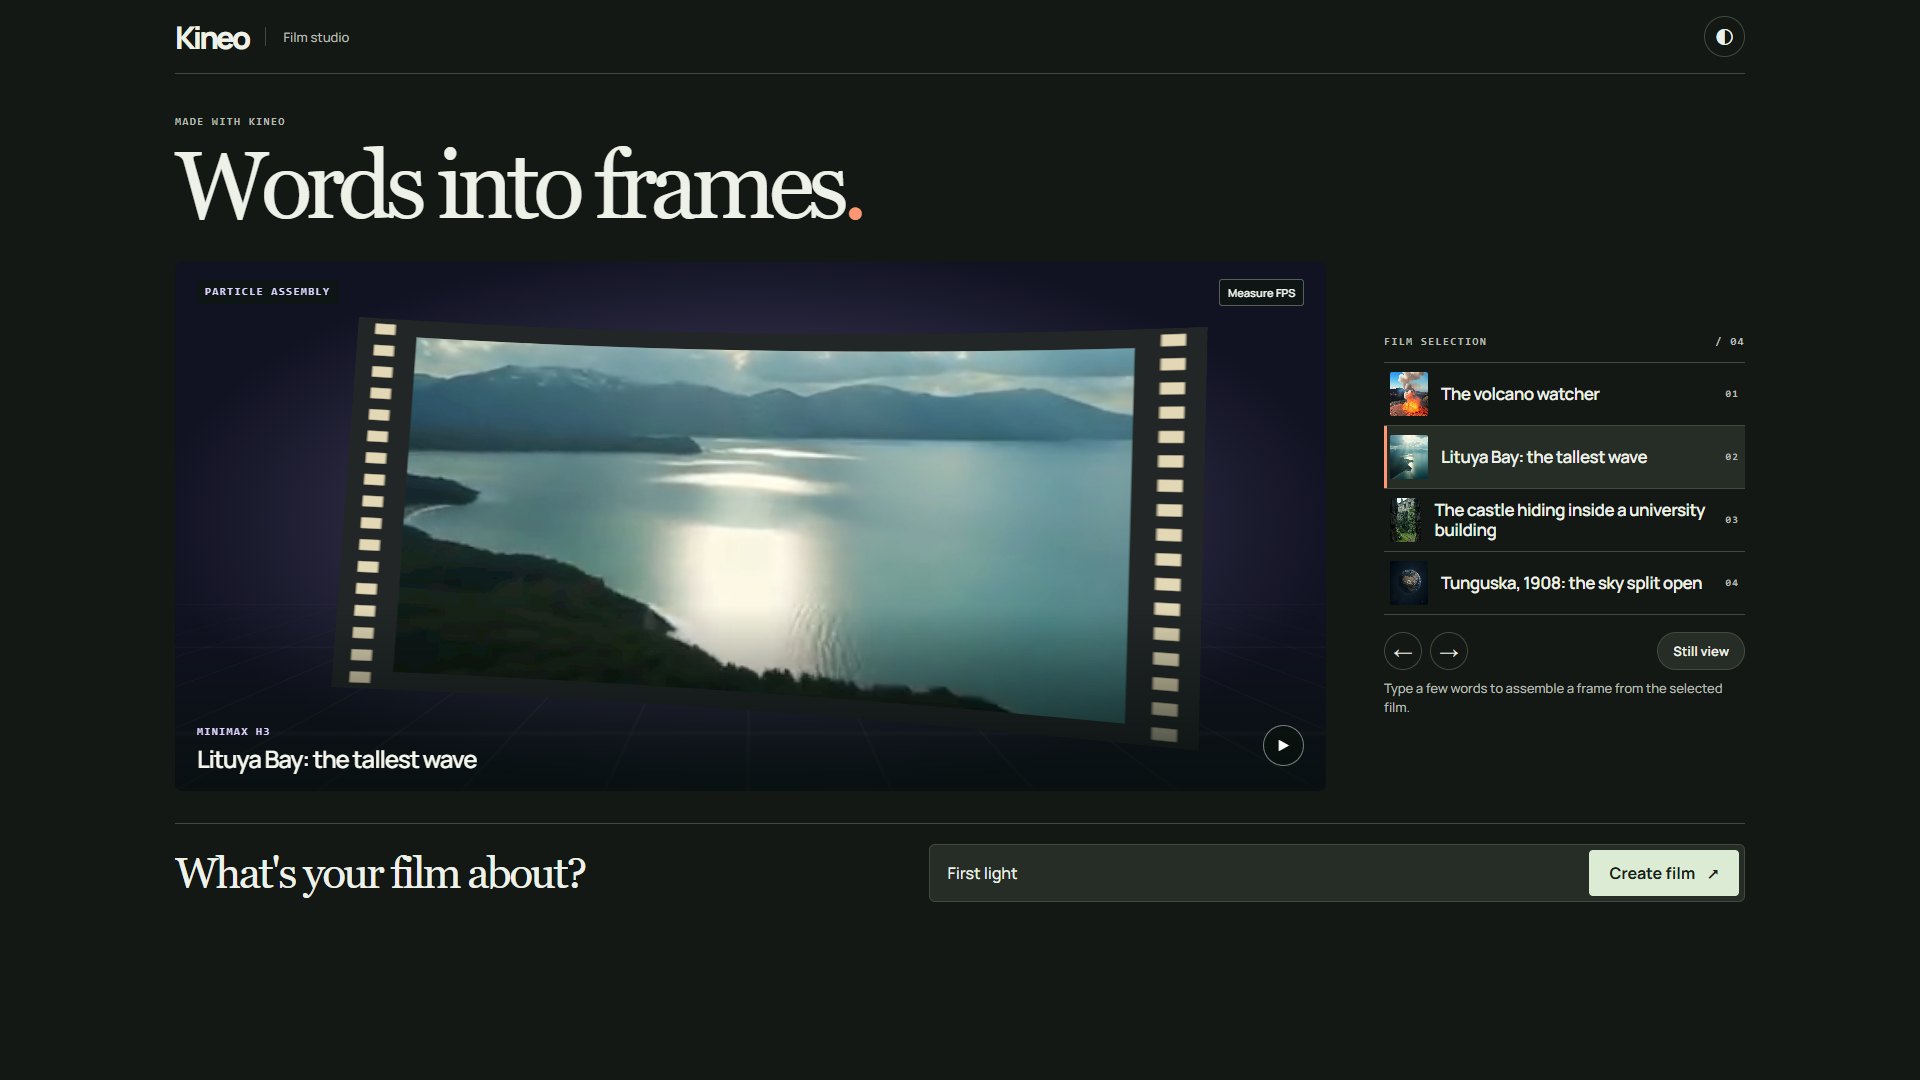 Kineo
Film studio
MADE WITH KINEO
Words into frames.
PARTICLE ASSEMBLY
Measure FPS
MINIMAX H3
Lituya Bay: the tallest wave
FILM SELECTION
/ 04
The volcano watcher
01
Lituya Bay: the tallest wave
02
The castle hiding inside a university
building
03
Tunguska, 1908: the sky split open
04
← →
Still view
Type a few words to assemble a frame from the selected
film.
What's your film about?
First light
Create film ↗